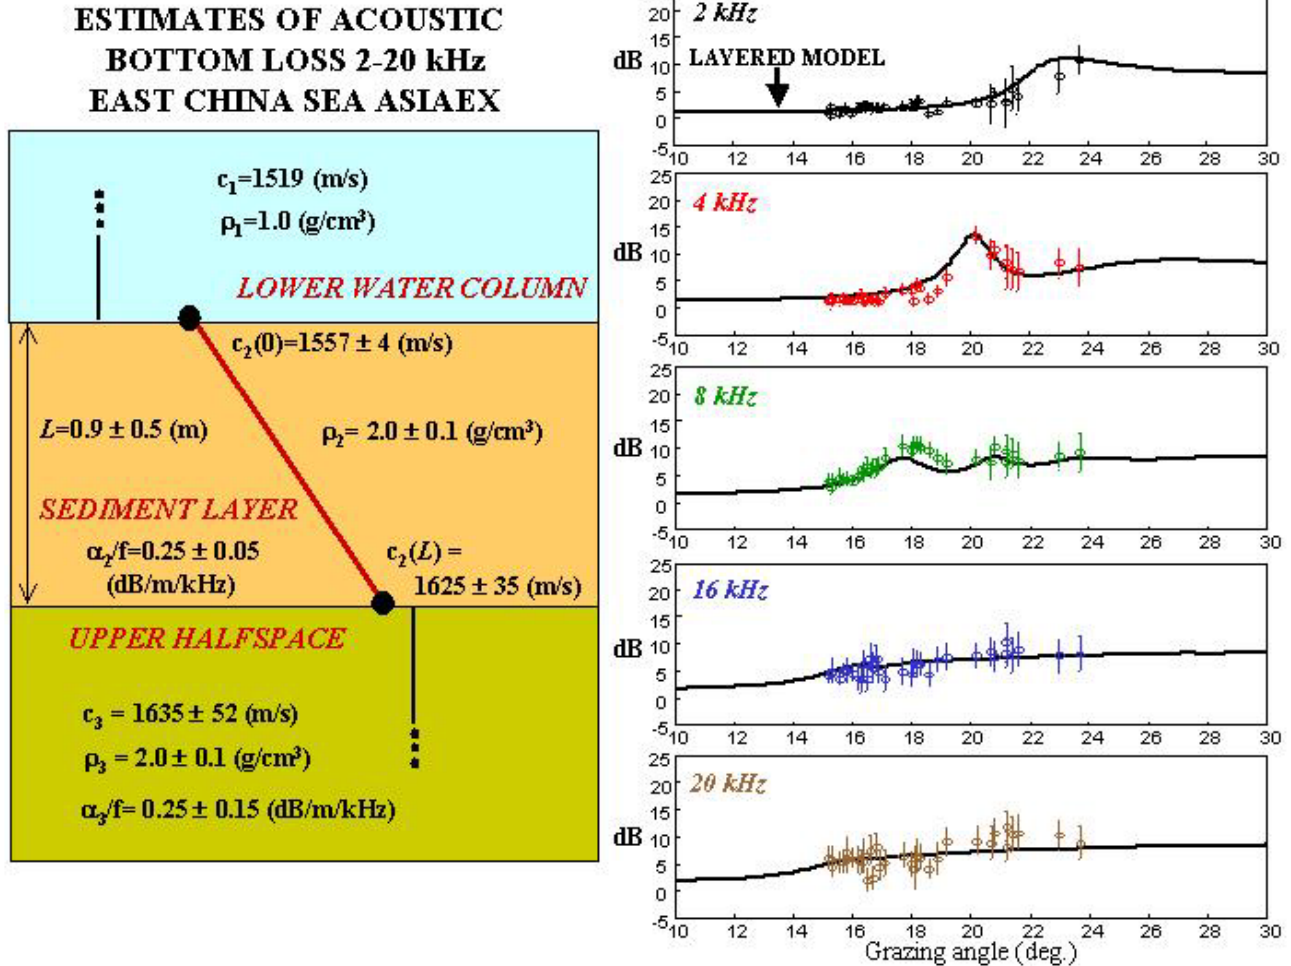 ESTIMATES OF ACOUSTIC
BOTTOM LOSS 2-20 kHz
EAST CHINA SEA ASIAEX
c₁=1519 (m/s)
ρ₁=1.0 (g/cm³)
LOWER WATER COLUMN
c₂(0)=1557 ± 4 (m/s)
L=0.9 ± 0.5 (m)
ρ₂= 2.0 ± 0.1 (g/cm³)
SEDIMENT LAYER
α₂/f=0.25 ± 0.05
(dB/m/kHz)
c₂(L) =
1625 ± 35 (m/s)
UPPER HALFSPACE
c₃ = 1635 ± 52 (m/s)
ρ₃ = 2.0 ± 0.1 (g/cm³)
α₃/f= 0.25 ± 0.15 (dB/m/kHz)
2 kHz
LAYERED MODEL
dB
20
15
10
5
0
-5
10 12 14 16 18 20 22 24 26 28 30
4 kHz
dB
25
20
15
10
5
0
-5
10 12 14 16 18 20 22 24 26 28 30
8 kHz
dB
25
20
15
10
5
0
-5
10 12 14 16 18 20 22 24 26 28 30
16 kHz
dB
25
20
15
10
5
0
-5
10 12 14 16 18 20 22 24 26 28 30
20 kHz
dB
25
20
15
10
5
0
-5
10 12 14 16 18 20 22 24 26 28 30
Grazing angle (deg.)